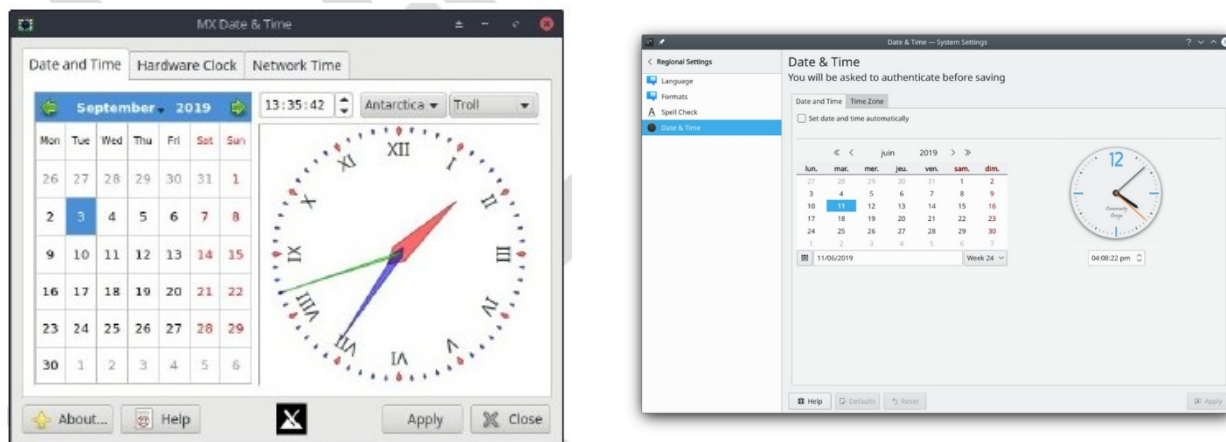 MX Date & Time
Date and Time Hardware Clock Network Time
September 2019 13:35:42 Antarctica Troll
Mon Tue Wed Thu Fri Sat Sun
26 27 28 29 30 31 1
2 3 4 5 6 7 8
9 10 11 12 13 14 15
16 17 18 19 20 21 22
23 24 25 26 27 28 29
30 1 2 3 4 5 6
XII
I
II
III
IV
V
VI
VII
VIII
IX
X
XI
About... Help X Apply Close
Date & Time — System Settings
Regional Settings
Language
Formats
Spell Check
Date & Time
Date & Time
You will be asked to authenticate before saving
Date and Time Time Zone
Set date and time automatically
juin 2019
lun. mar. mer. jeu. ven. sam. dim.
27 28 29 30 31 1 2
3 4 5 6 7 8 9
10 11 12 13 14 15 16
17 18 19 20 21 22 23
24 25 26 27 28 29 30
1 2 3 4 5 6 7
11/06/2019 Week 24
12
Community
Design
04:08:22 pm
Help Defaults Reset Apply